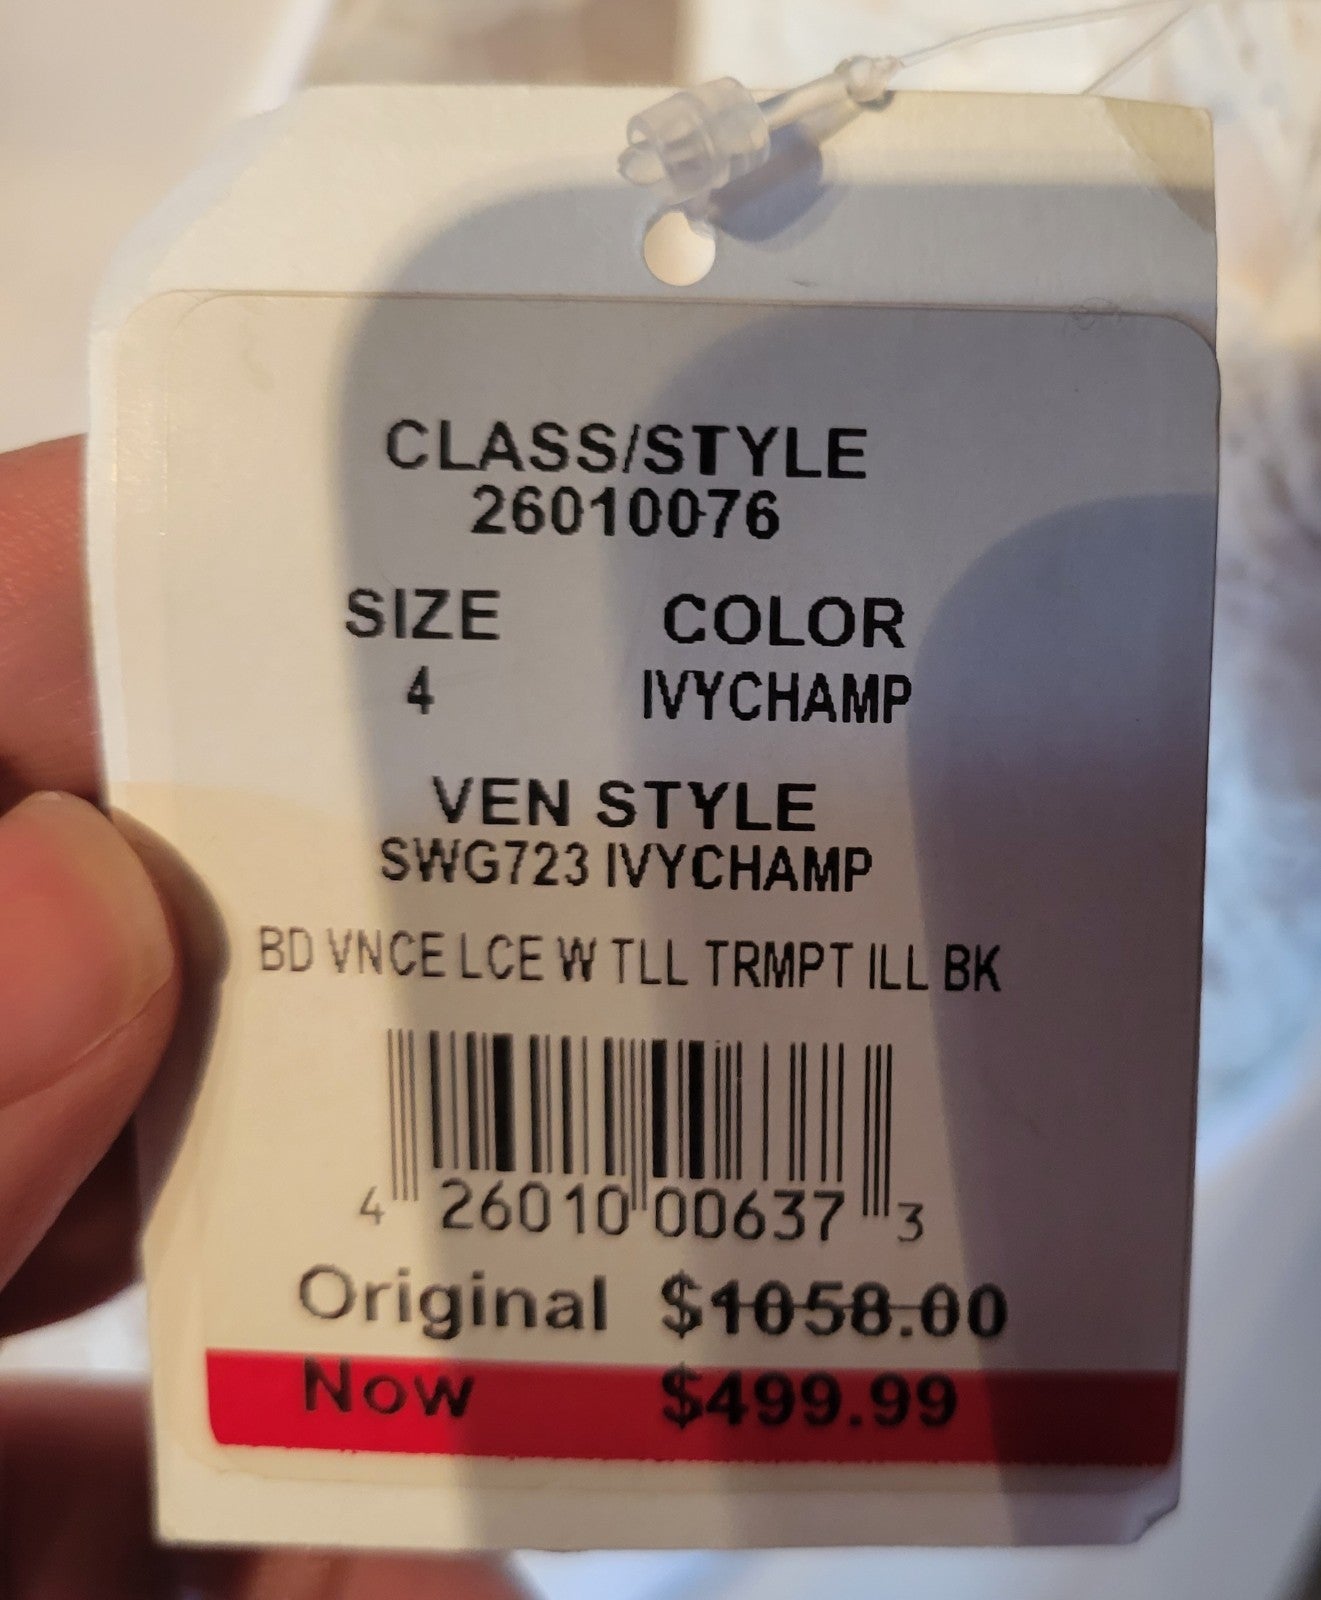 CLASS/STYLE
26010076
SIZE COLOR
4 IVYCHAMP
VEN STYLE
SWG723 IVYCHAMP
BD VNCE LCE W TLL TRMPT ILL BK
4 26010 00637 3
Original $1058.00
Now $499.99